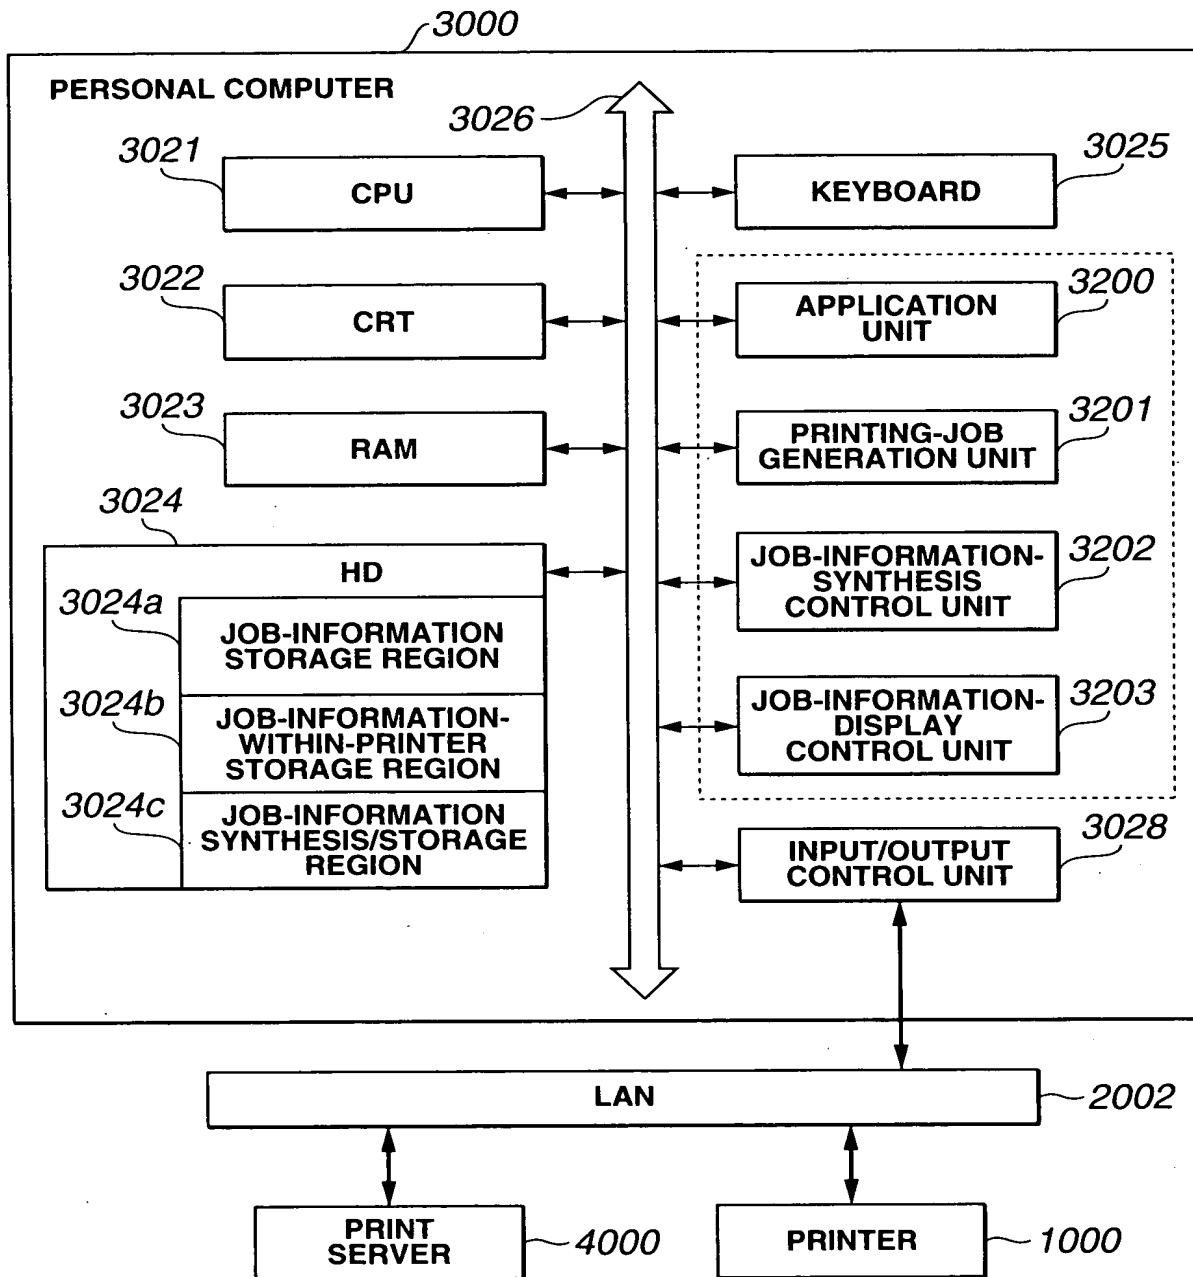 3000
PERSONAL COMPUTER
3026
3021
CPU
3025
KEYBOARD
3022
CRT
3200
APPLICATION
UNIT
3023
RAM
3201
PRINTING-JOB
GENERATION UNIT
3024
HD
3202
JOB-INFORMATION-
SYNTHESIS
CONTROL UNIT
3024a
JOB-INFORMATION
STORAGE REGION
3024b
JOB-INFORMATION-
WITHIN-PRINTER
STORAGE REGION
3203
JOB-INFORMATION-
DISPLAY
CONTROL UNIT
3024c
JOB-INFORMATION
SYNTHESIS/STORAGE
REGION
3028
INPUT/OUTPUT
CONTROL UNIT
LAN
2002
PRINT
SERVER
4000
PRINTER
1000